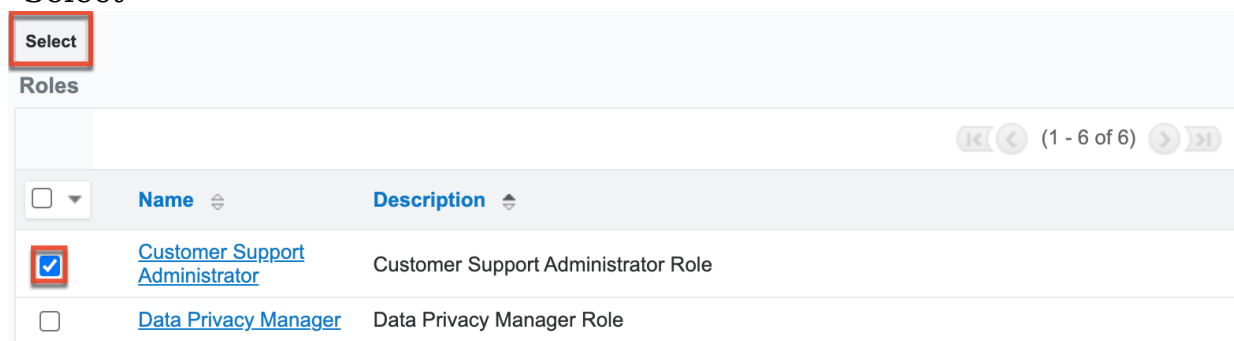 Select
Select
Roles
(1 - 6 of 6)
Name Description
Customer Support
Administrator
Customer Support Administrator Role
Data Privacy Manager Data Privacy Manager Role